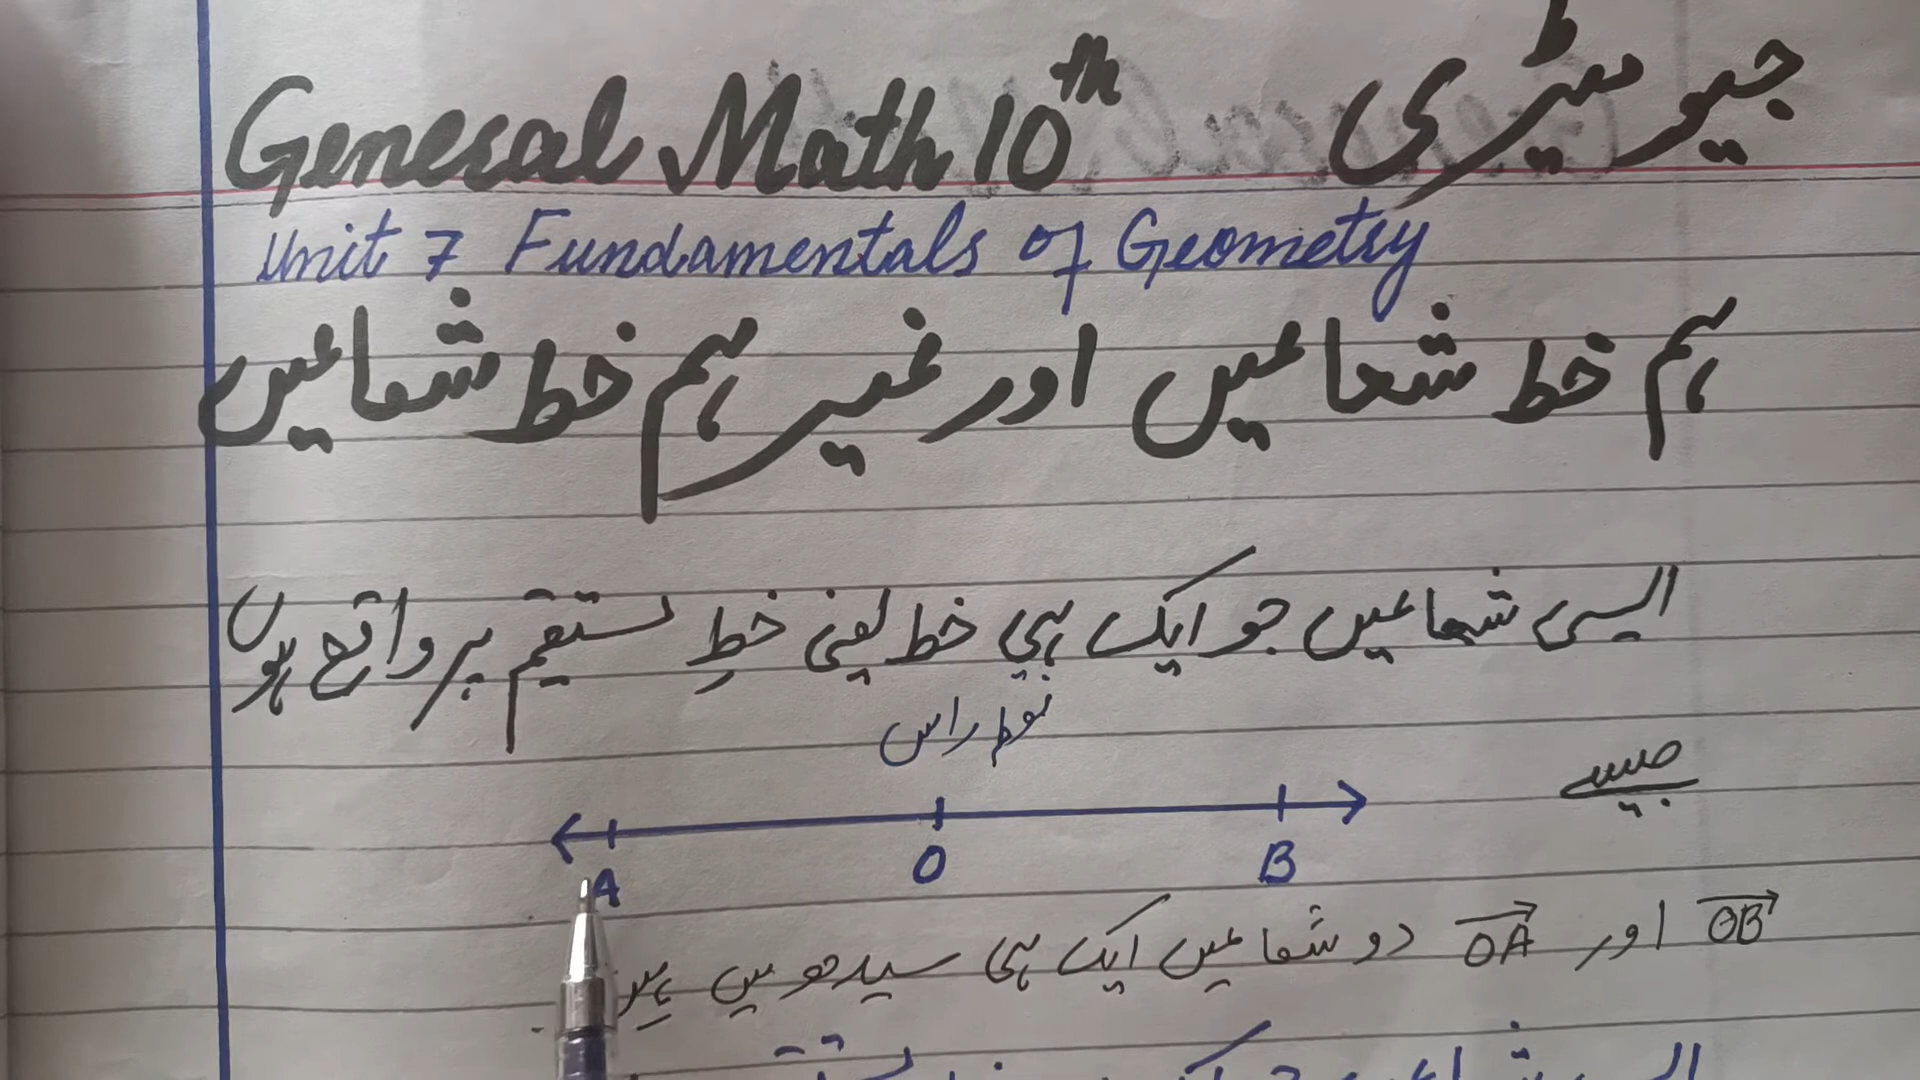 General Math 10th جیومیٹری
Unit 7 Fundamentals of Geometry
ہم خط شعاعیں اور غیر ہم خط شعاعیں
ایسی شعاعیں جو ایک ہی خط یعنی خطِ مستقیم پر واقع ہوں
نقطہ راس
جیسے
A O B
OB اور OA دو شعاعیں ایک ہی سیدھ میں ہیں